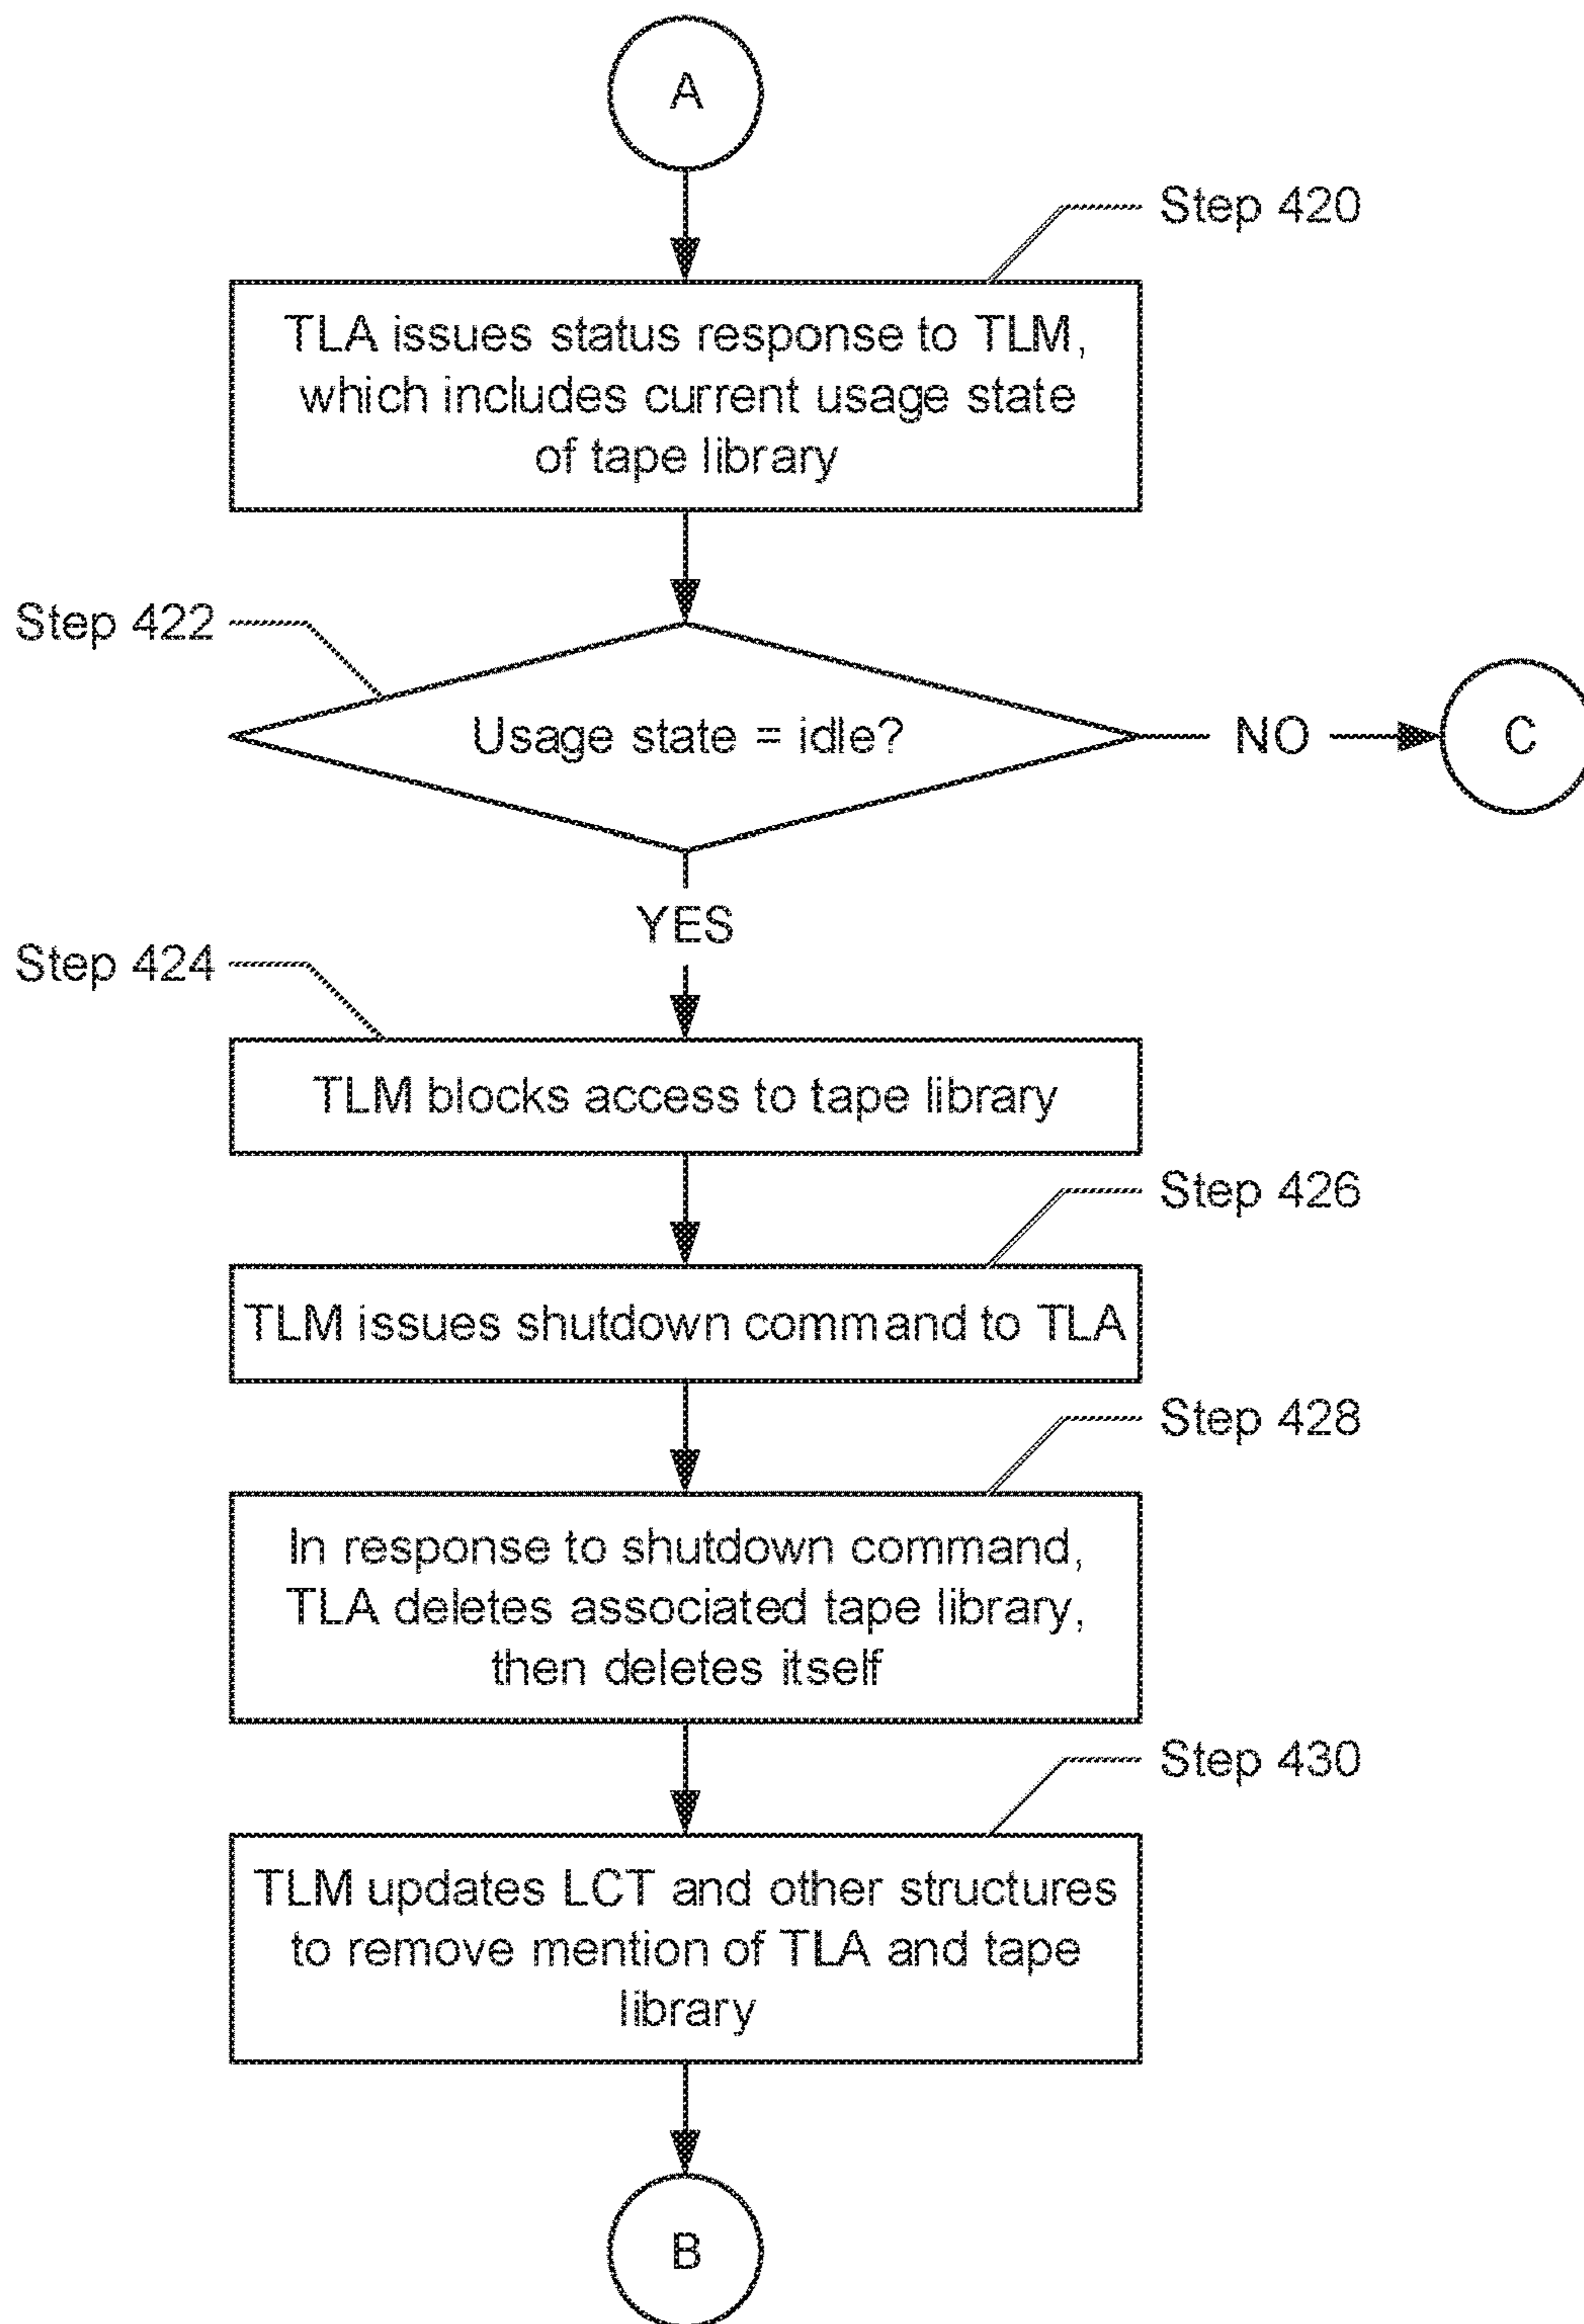 A
Step 420
TLA issues status response to TLM,
which includes current usage state
of tape library
Step 422
Usage state = idle?
NO
C
YES
Step 424
TLM blocks access to tape library
Step 426
TLM issues shutdown command to TLA
Step 428
In response to shutdown command,
TLA deletes associated tape library,
then deletes itself
Step 430
TLM updates LCT and other structures
to remove mention of TLA and tape
library
B